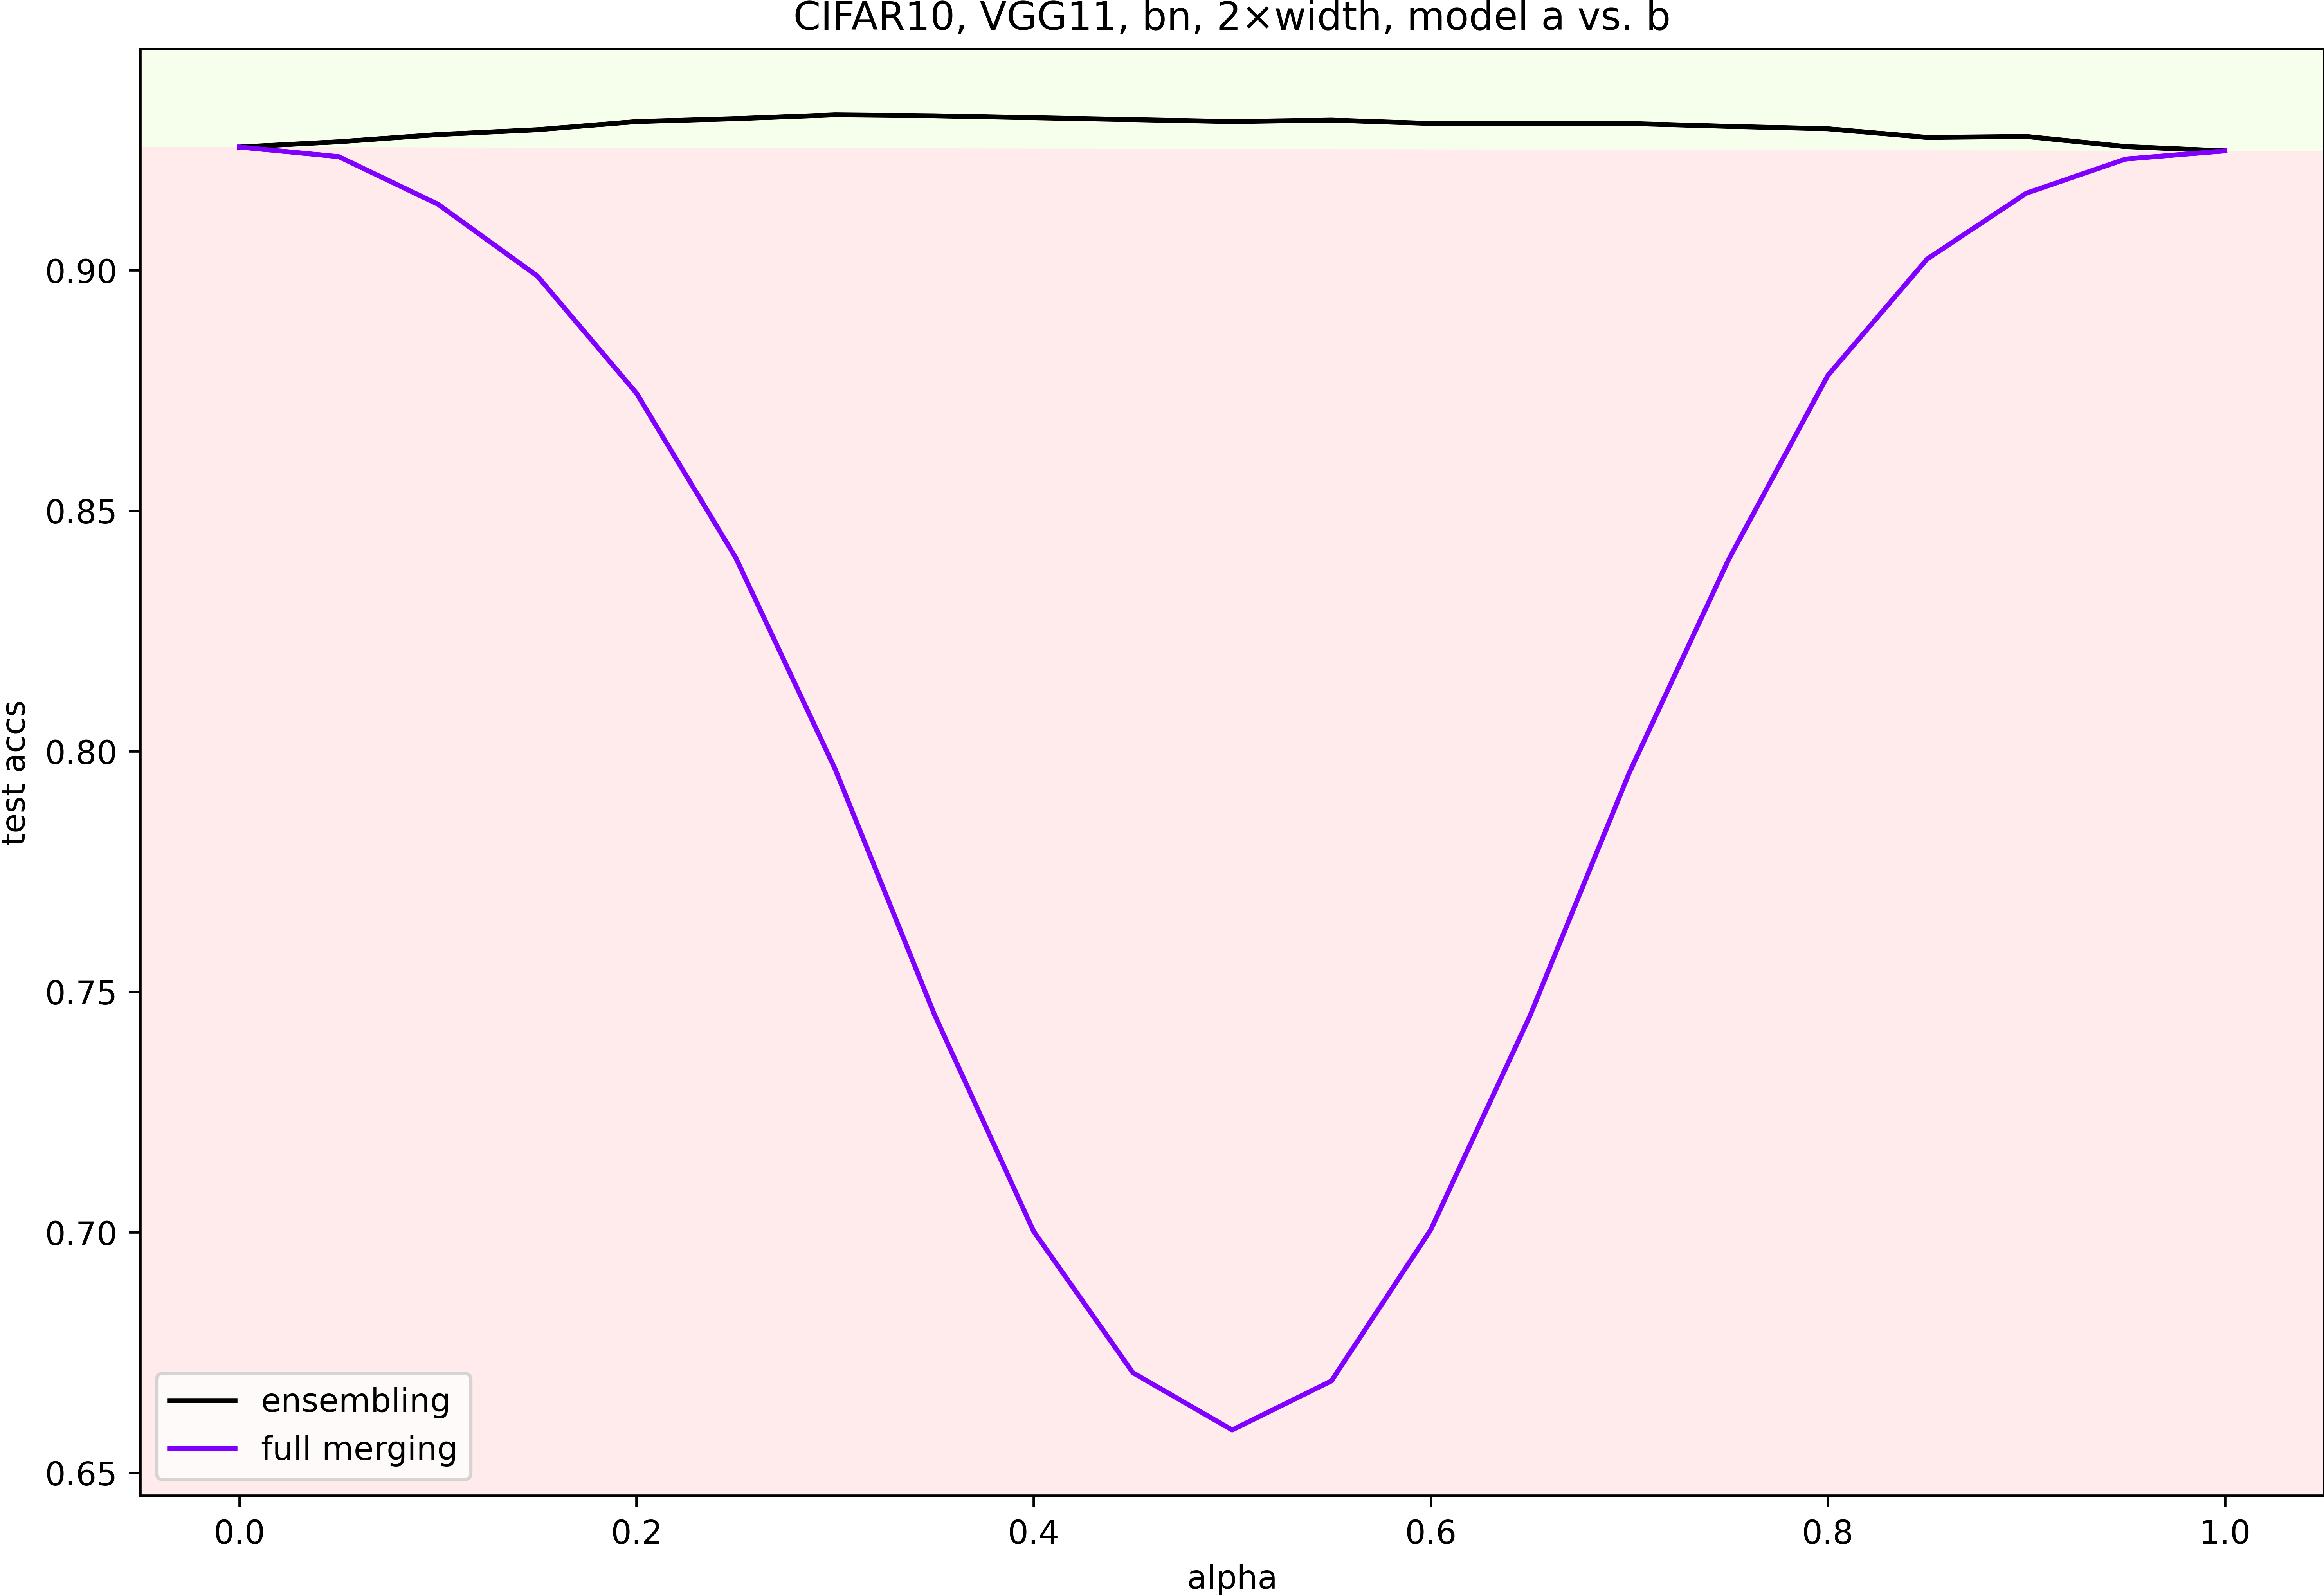 CIFAR10, VGG11, bn, 2×width, model a vs. b
0.90
0.85
0.80
0.75
0.70
0.65
test accs
ensembling
full merging
0.0 0.2 0.4 0.6 0.8 1.0
alpha